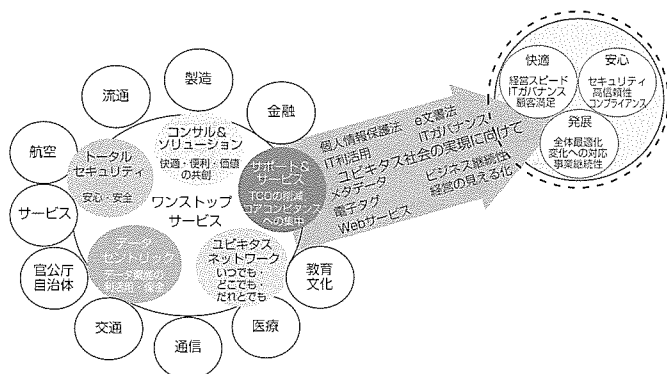 製造
流通
金融
航空
サービス
官公庁
自治体
交通
通信
医療
教育
文化
コンサル&
ソリューション
快適・便利・価値
の共創
トータル
セキュリティ
安心・安全
ワンストップ
サービス
サポート&
サービス
TCOの削減
コアコンピタンス
への集中
データ
セントリック
ユビキタス
ネットワーク
いつでも・
どこでも・
だれとでも
個人情報保護法
e文書法
IT利活用
ITガバナンス
ユビキタス社会の実現に向けて
メタデータ
ビジネス継続性
電子タグ
経営の見える化
Webサービス
快適
経営スピード
ITガバナンス
顧客満足
安心
セキュリティ
高信頼性
コンプライアンス
発展
全体最適化
変化への対応
事業継続性